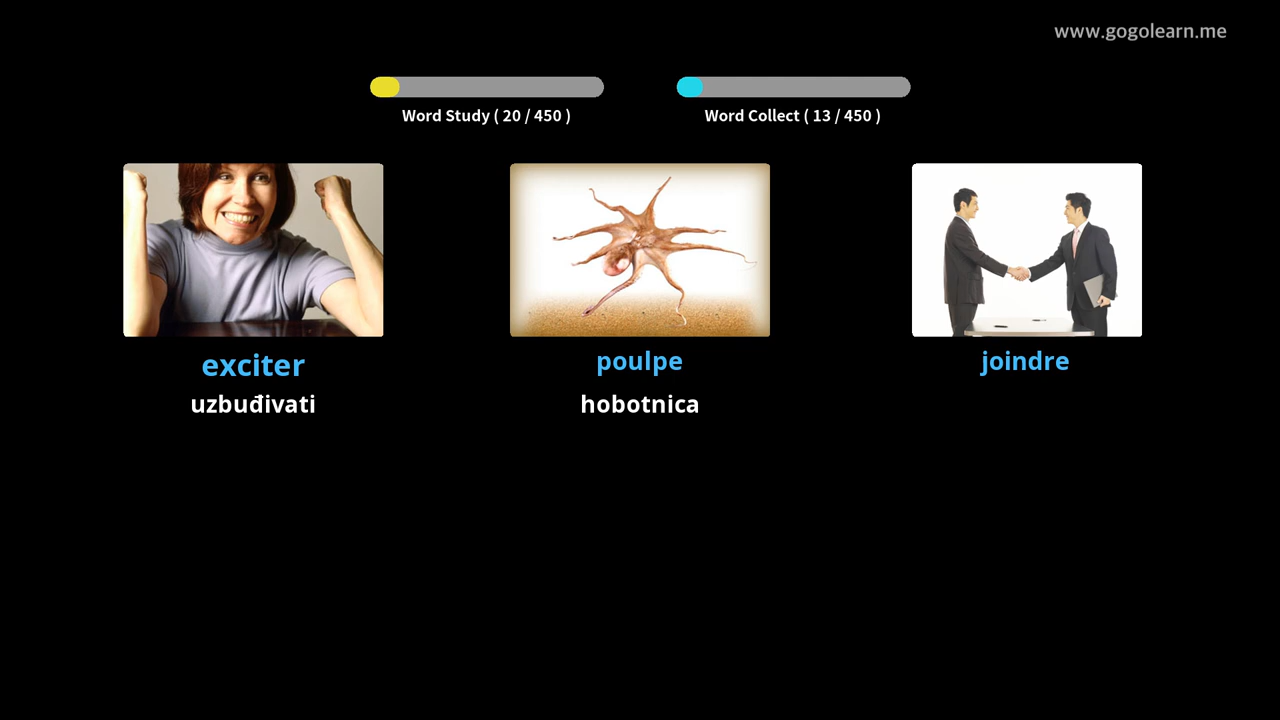 www.gogolearn.me
Word Study ( 20 / 450 )
Word Collect ( 13 / 450 )
exciter
poulpe
joindre
uzbuđivati
hobotnica